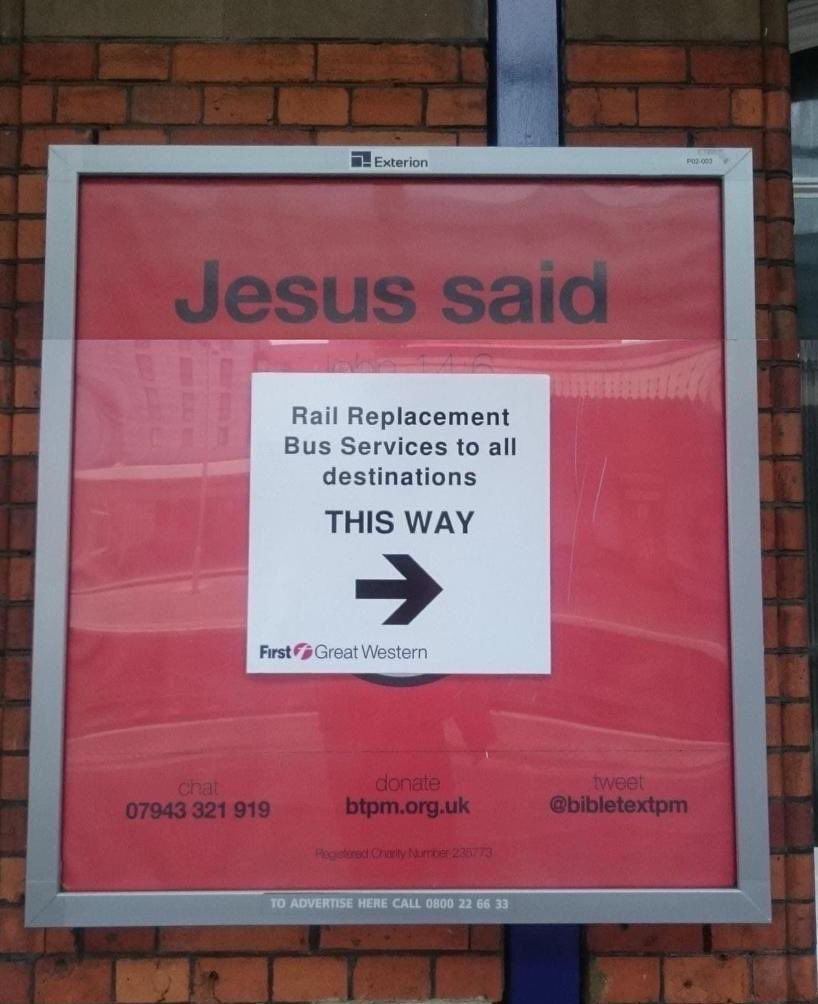 Exterion
P02-003
Jesus said
John 14:6
Rail Replacement
Bus Services to all
destinations
THIS WAY
First Great Western
chat
07943 321 919
donate
btpm.org.uk
tweet
@bibletextpm
Registered Charity Number 235773
TO ADVERTISE HERE CALL 0800 22 66 33